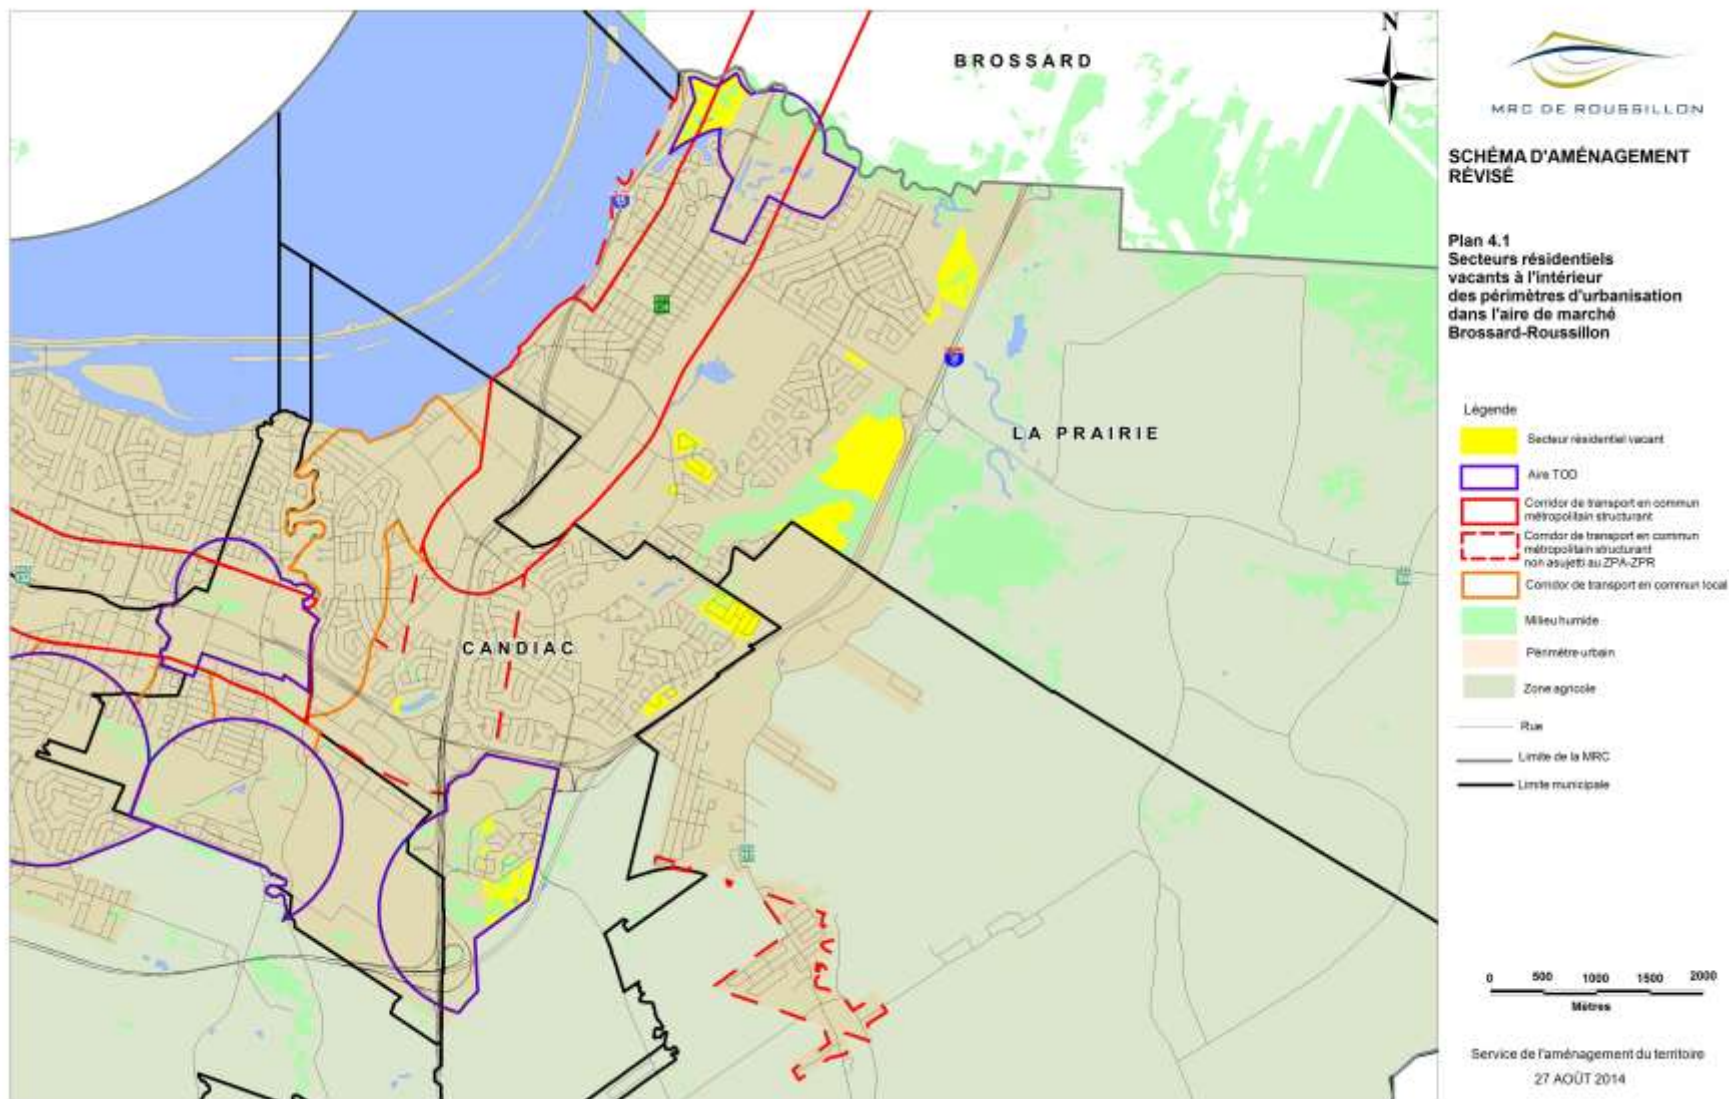 BROSSARD
LA PRAIRIE
CANDIAC
N
MRC DE ROUSSILLON
SCHÉMA D'AMÉNAGEMENT
RÉVISÉ
Plan 4.1
Secteurs résidentiels
vacants à l'intérieur
des périmètres d'urbanisation
dans l'aire de marché
Brossard-Roussillon
Légende
Secteur résidentiel vacant
Aire TOD
Corridor de transport en commun
métropolitain structurant
Corridor de transport en commun
métropolitain structurant
non asujetti au ZPA-ZPR
Corridor de transport en commun local
Milieu humide
Périmètre urbain
Zone agricole
Rue
Limite de la MRC
Limite municipale
0 500 1000 1500 2000
Mètres
Service de l'aménagement du territoire
27 AOÛT 2014